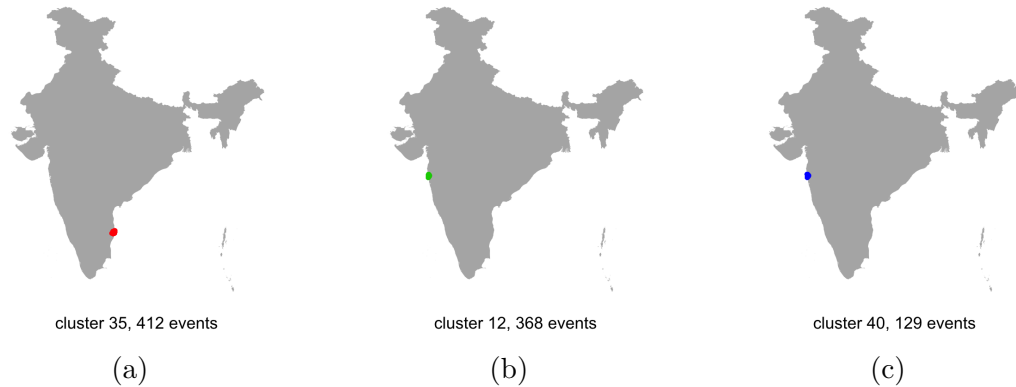 cluster 35, 412 events
cluster 12, 368 events
cluster 40, 129 events
(a)
(b)
(c)